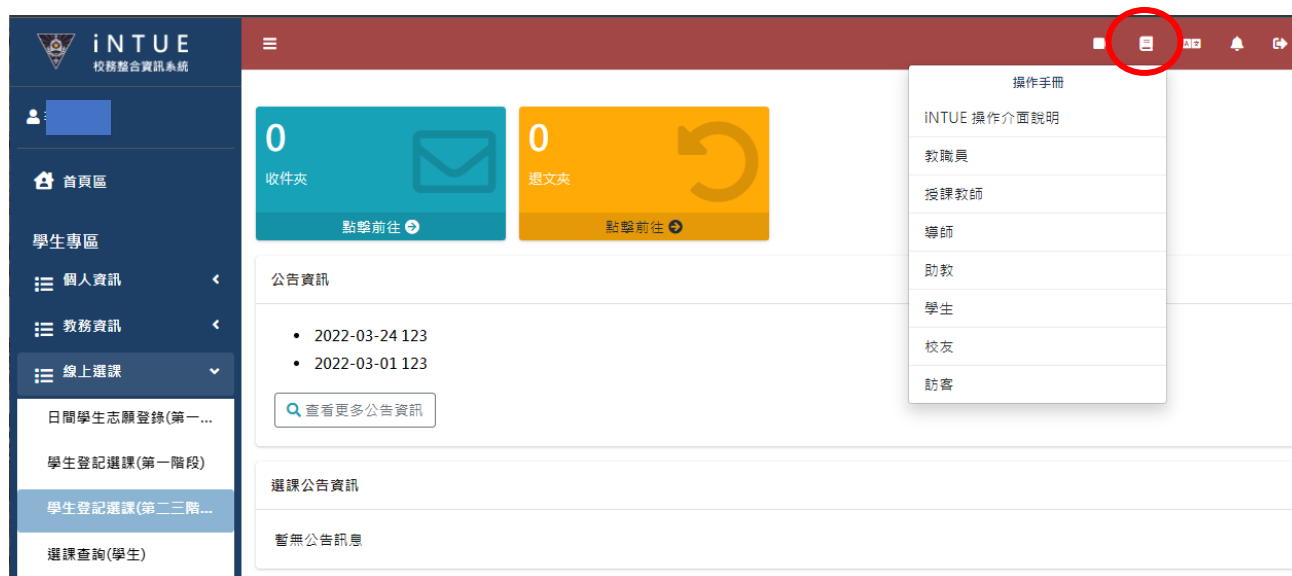 iNTUE
校務整合資訊系統
首頁區
學生專區
個人資訊
教務資訊
線上選課
日間學生志願登錄(第一...
學生登記選課(第一階段)
學生登記選課(第二三階...
選課查詢(學生)
0
收件夾
點擊前往
0
退文夾
點擊前往
公告資訊
2022-03-24 123
2022-03-01 123
查看更多公告資訊
選課公告資訊
暫無公告訊息
操作手冊
iNTUE 操作介面說明
教職員
授課教師
導師
助教
學生
校友
訪客